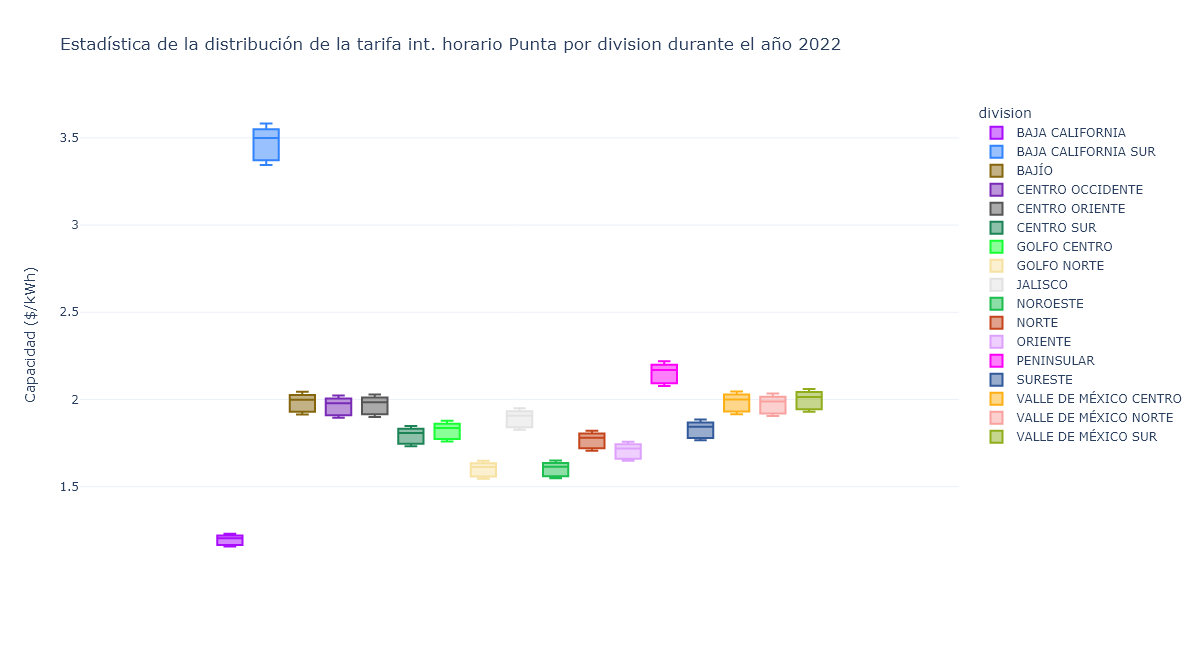 Estadística de la distribución de la tarifa int. horario Punta por division durante el año 2022
Capacidad ($/kWh)
3.5
3
2.5
2
1.5
division
BAJA CALIFORNIA
BAJA CALIFORNIA SUR
BAJÍO
CENTRO OCCIDENTE
CENTRO ORIENTE
CENTRO SUR
GOLFO CENTRO
GOLFO NORTE
JALISCO
NOROESTE
NORTE
ORIENTE
PENINSULAR
SURESTE
VALLE DE MÉXICO CENTRO
VALLE DE MÉXICO NORTE
VALLE DE MÉXICO SUR